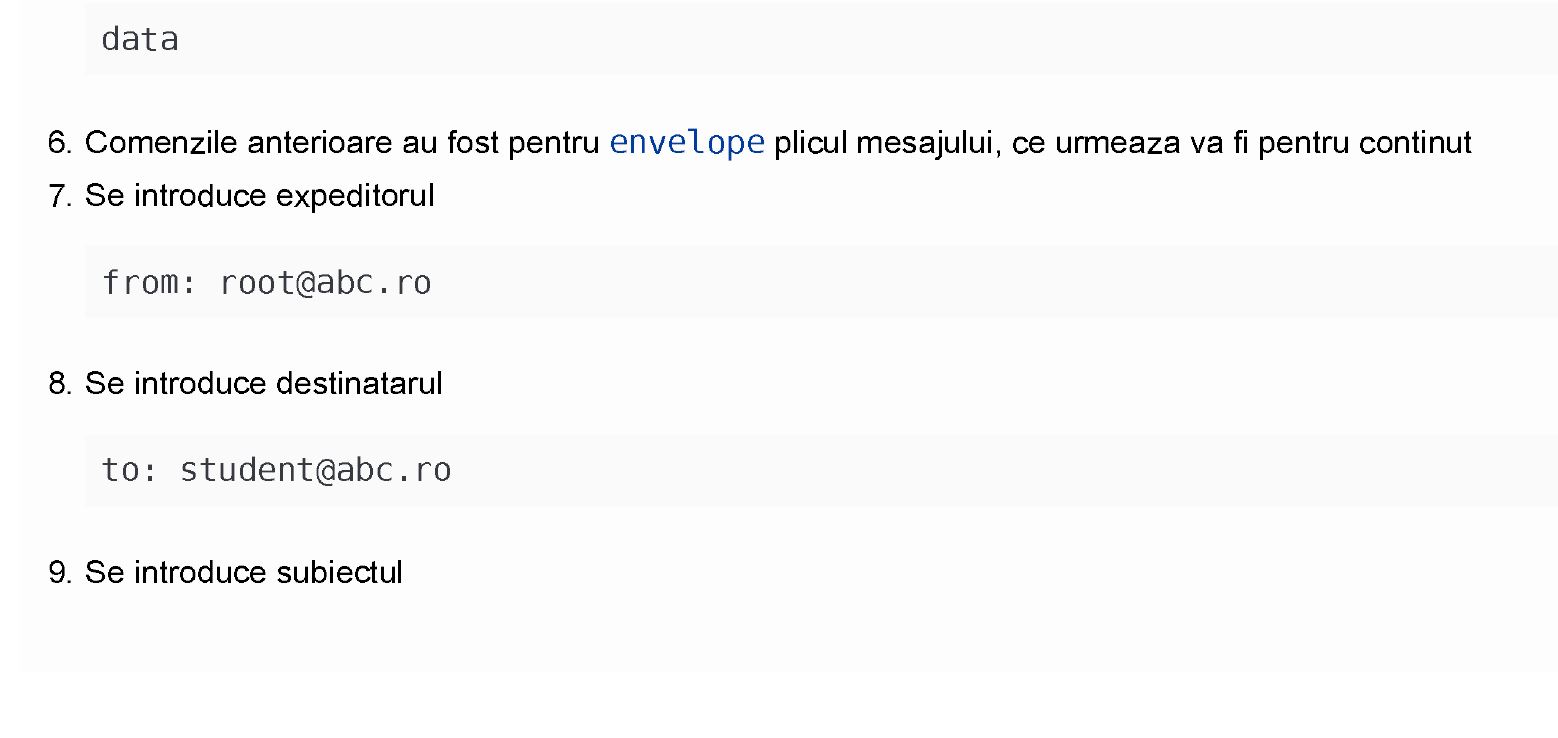 data
6. Comenzile anterioare au fost pentru envelope plicul mesajului, ce urmeaza va fi pentru continut
7. Se introduce expeditorul
from: root@abc.ro
8. Se introduce destinatarul
to: student@abc.ro
9. Se introduce subiectul